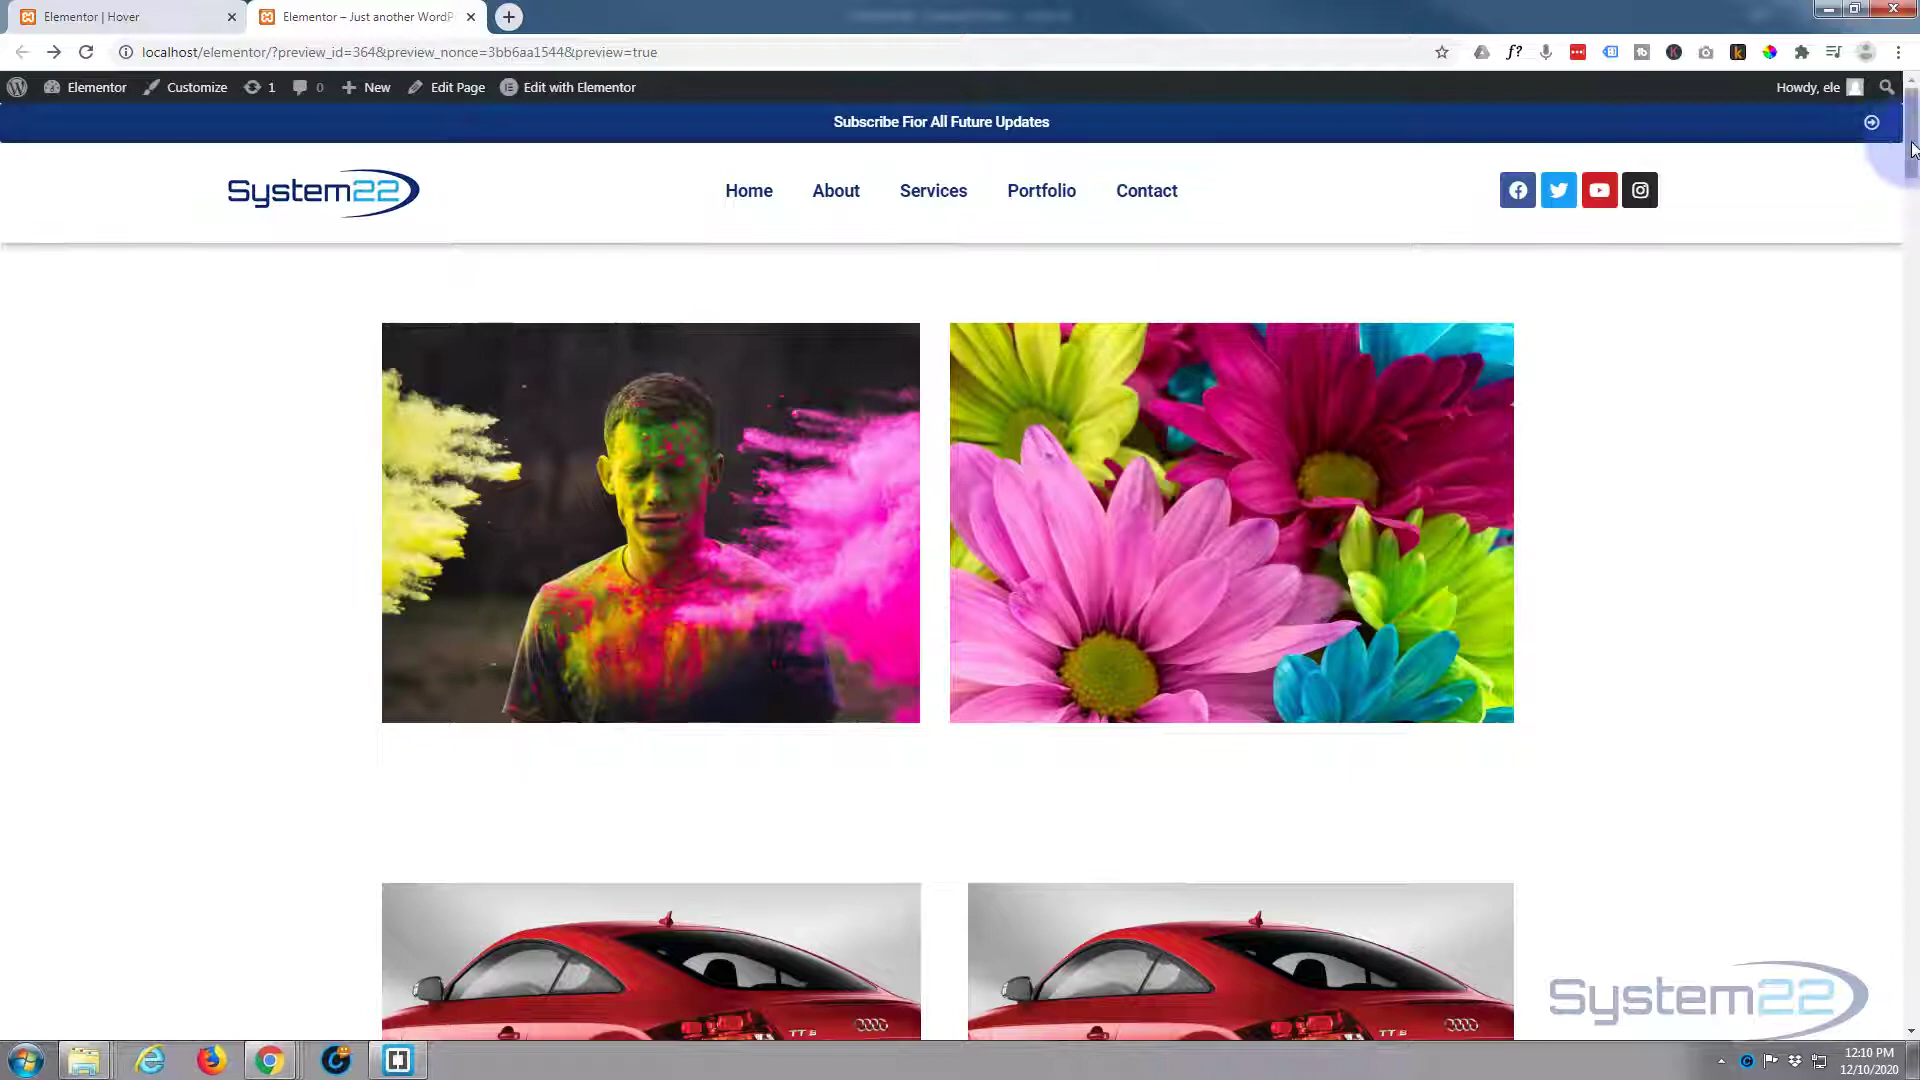 Elementor | Hover
Elementor – Just another WordP
localhost/elementor/?preview_id=364&preview_nonce=3bb6aa1544&preview=true
Elementor
Customize
1
0
New
Edit Page
Edit with Elementor
Howdy, ele
Subscribe Fior All Future Updates
System22
Home
About
Services
Portfolio
Contact
TT S
TT S
System22
12:10 PM
12/10/2020